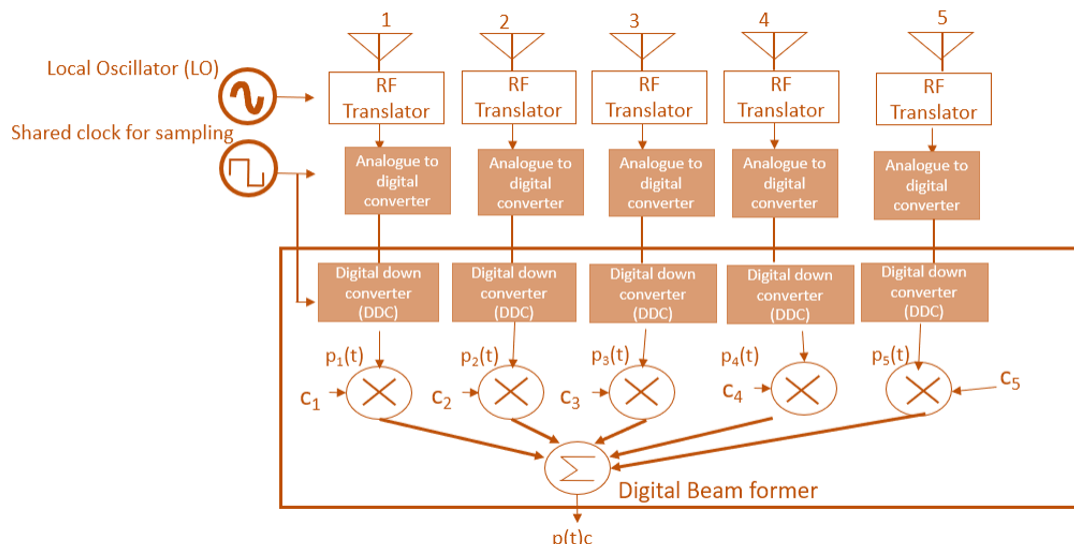 1 2 3 4 5
Local Oscillator (LO)
RF
Translator
RF
Translator
RF
Translator
RF
Translator
RF
Translator
Shared clock for sampling
Analogue to
digital
converter
Analogue to
digital
converter
Analogue to
digital
converter
Analogue to
digital
converter
Analogue to
digital
converter
Digital down
converter
(DDC)
Digital down
converter
(DDC)
Digital down
converter
(DDC)
Digital down
converter
(DDC)
Digital down
converter
(DDC)
p₁(t) p₂(t) p₃(t) p₄(t) p₅(t)
c₁ c₂ c₃ c₄ c₅
Σ
Digital Beam former
p(t)c